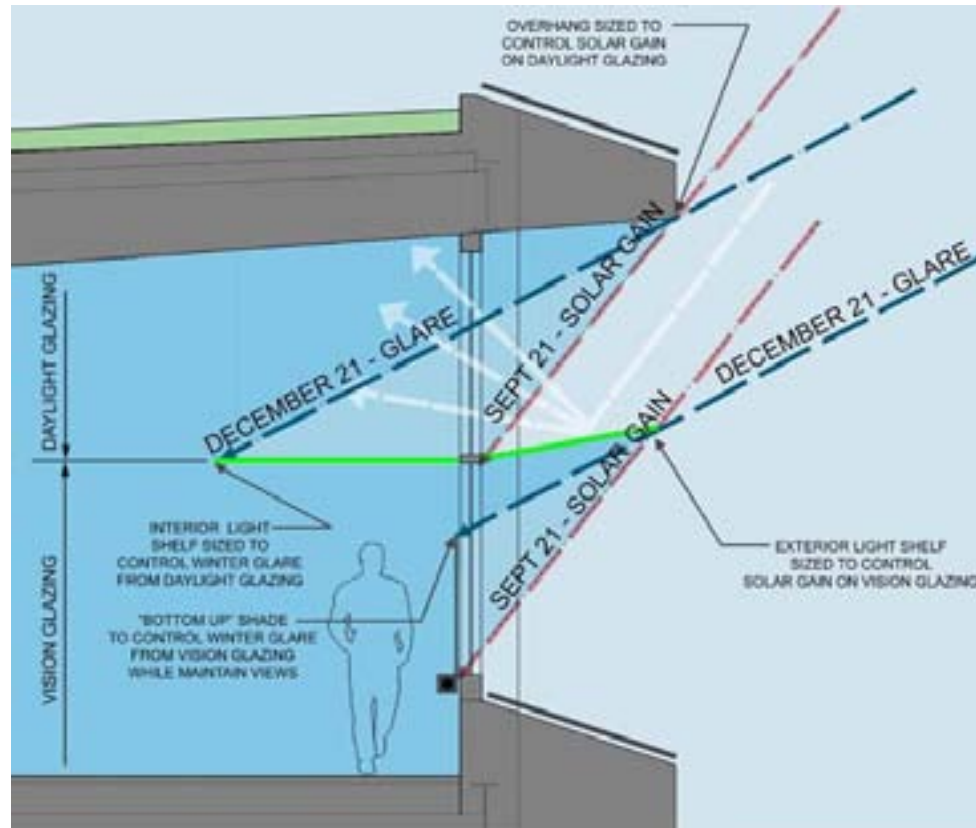 OVERHANG SIZED TO
CONTROL SOLAR GAIN
ON DAYLIGHT GLAZING
DAYLIGHT GLAZING
DECEMBER 21 - GLARE
SEPT 21 - SOLAR GAIN
DECEMBER 21 - GLARE
SEPT 21 - SOLAR GAIN
INTERIOR LIGHT
SHELF SIZED TO
CONTROL WINTER GLARE
FROM DAYLIGHT GLAZING
EXTERIOR LIGHT SHELF
SIZED TO CONTROL
SOLAR GAIN ON VISION GLAZING
VISION GLAZING
"BOTTOM UP" SHADE
TO CONTROL WINTER GLARE
FROM VISION GLAZING
WHILE MAINTAIN VIEWS